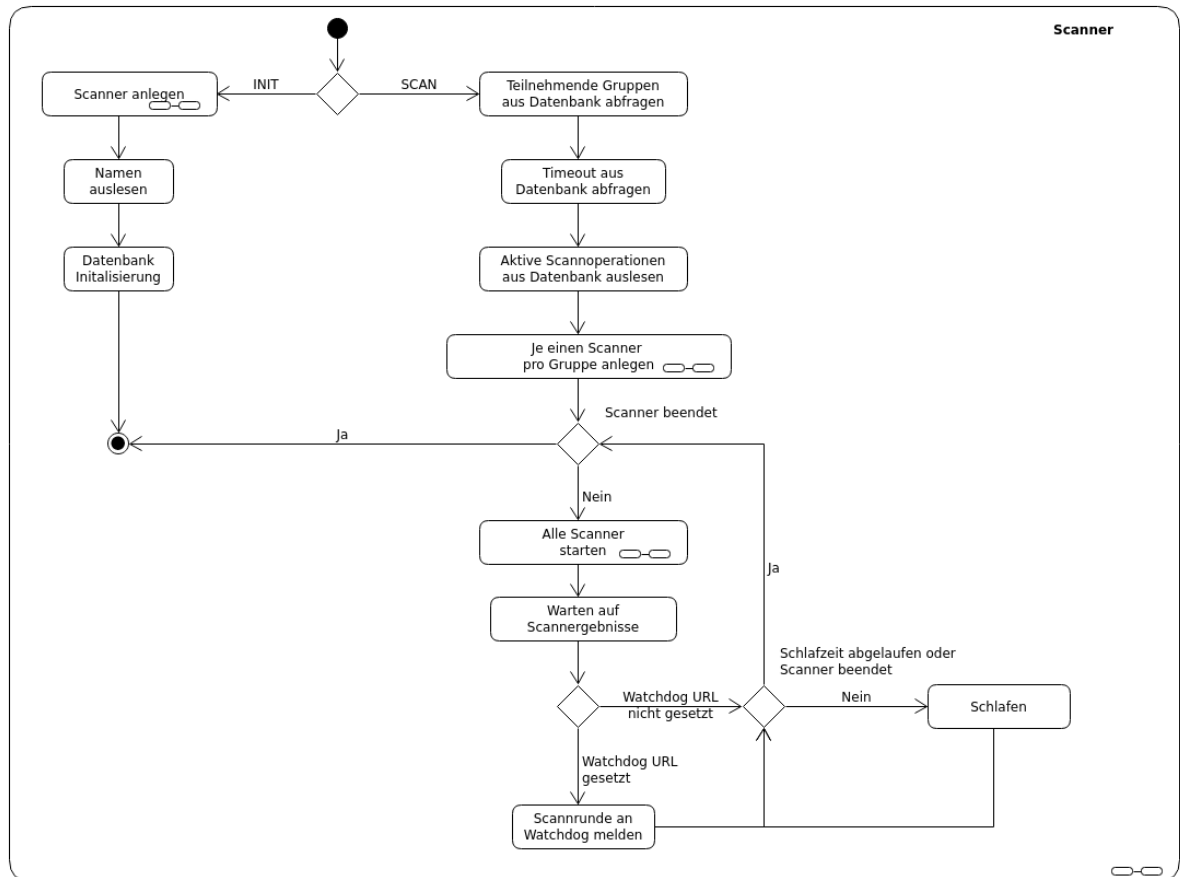 Scanner
INIT
SCAN
Scanner anlegen
Teilnehmende Gruppen
aus Datenbank abfragen
Namen
auslesen
Timeout aus
Datenbank abfragen
Datenbank
Initalisierung
Aktive Scannoperationen
aus Datenbank auslesen
Je einen Scanner
pro Gruppe anlegen
Scanner beendet
Ja
Nein
Alle Scanner
starten
Ja
Warten auf
Scannergebnisse
Schlafzeit abgelaufen oder
Scanner beendet
Watchdog URL
nicht gesetzt
Nein
Schlafen
Watchdog URL
gesetzt
Scannrunde an
Watchdog melden